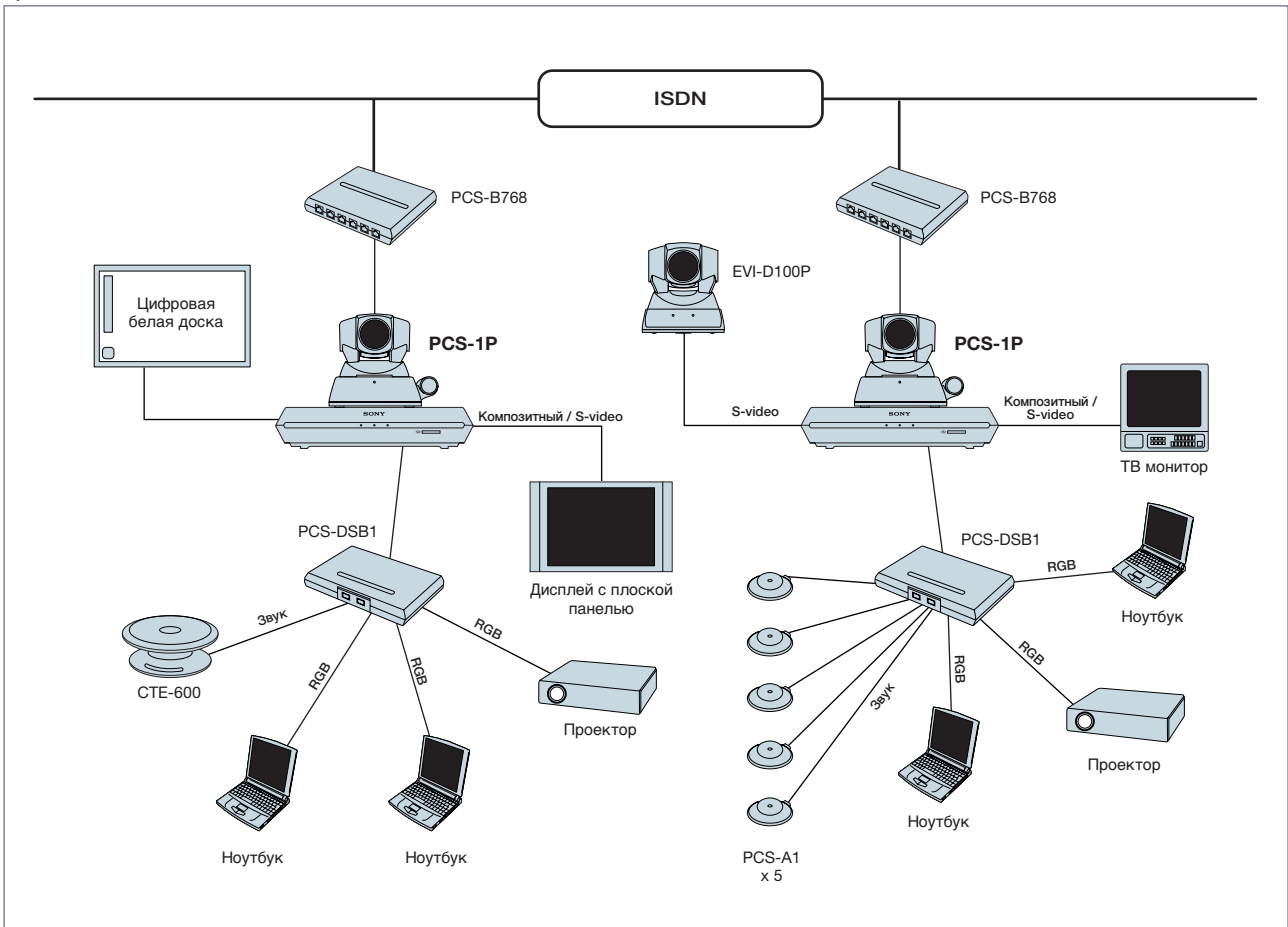 ISDN
PCS-B768
PCS-B768
EVI-D100P
Цифровая
белая доска
PCS-1P
PCS-1P
SONY
Композитный / S-video
S-video
SONY
Композитный /
S-video
ТВ монитор
PCS-DSB1
Дисплей с плоской
панелью
PCS-DSB1
RGB
Ноутбук
Звук
RGB
RGB
RGB
CTE-600
Проектор
Звук
RGB
RGB
Проектор
Ноутбук
Ноутбук
Ноутбук
PCS-A1
x 5